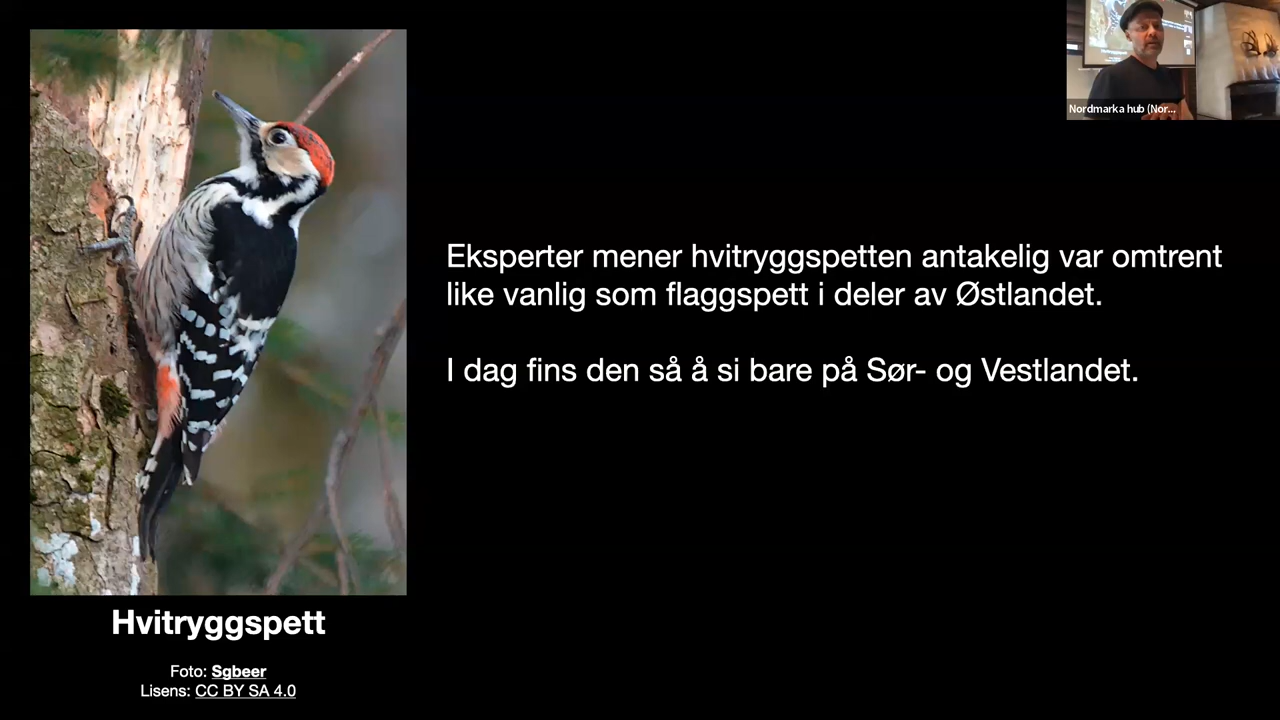 Nordmarka hub (Nor...
Eksperter mener hvitryggspetten antakelig var omtrent
like vanlig som flaggspett i deler av Østlandet.
I dag fins den så å si bare på Sør- og Vestlandet.
Hvitryggspett
Foto: Sgbeer
Lisens: CC BY SA 4.0